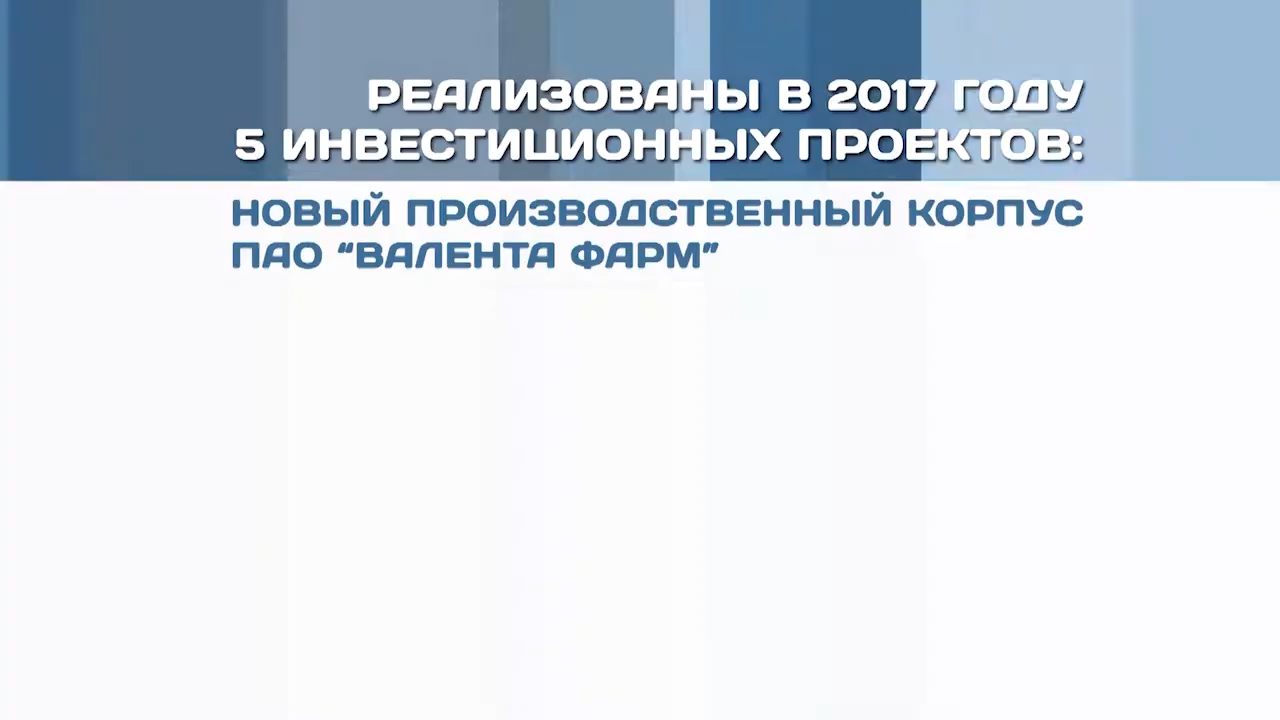 РЕАЛИЗОВАНЫ В 2017 ГОДУ
5 ИНВЕСТИЦИОННЫХ ПРОЕКТОВ:
НОВЫЙ ПРОИЗВОДСТВЕННЫЙ КОРПУС
ПАО “ВАЛЕНТА ФАРМ”